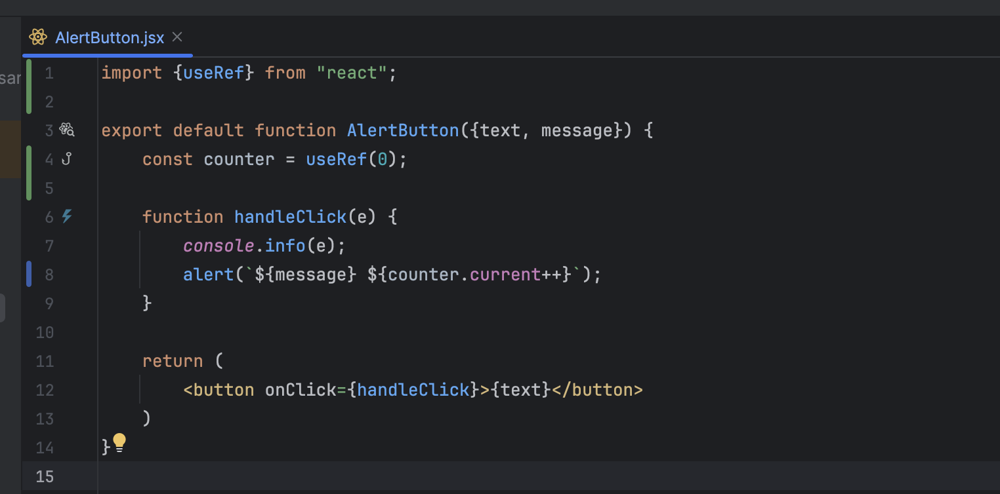 AlertButton.jsx
sar
1 import {useRef} from "react";
2
3 export default function AlertButton({text, message}) {
4     const counter = useRef(0);
5
6     function handleClick(e) {
7         console.info(e);
8         alert(`${message} ${counter.current++}`);
9     }
10
11     return (
12         <button onClick={handleClick}>{text}</button>
13     )
14 }
15